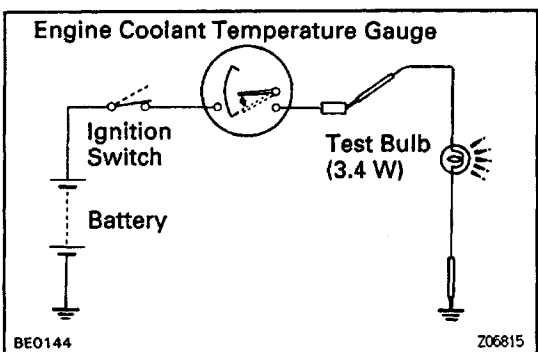 Engine Coolant Temperature Gauge
Ignition
Switch
Test Bulb
(3.4 W)
Battery
BE0144
Z06815